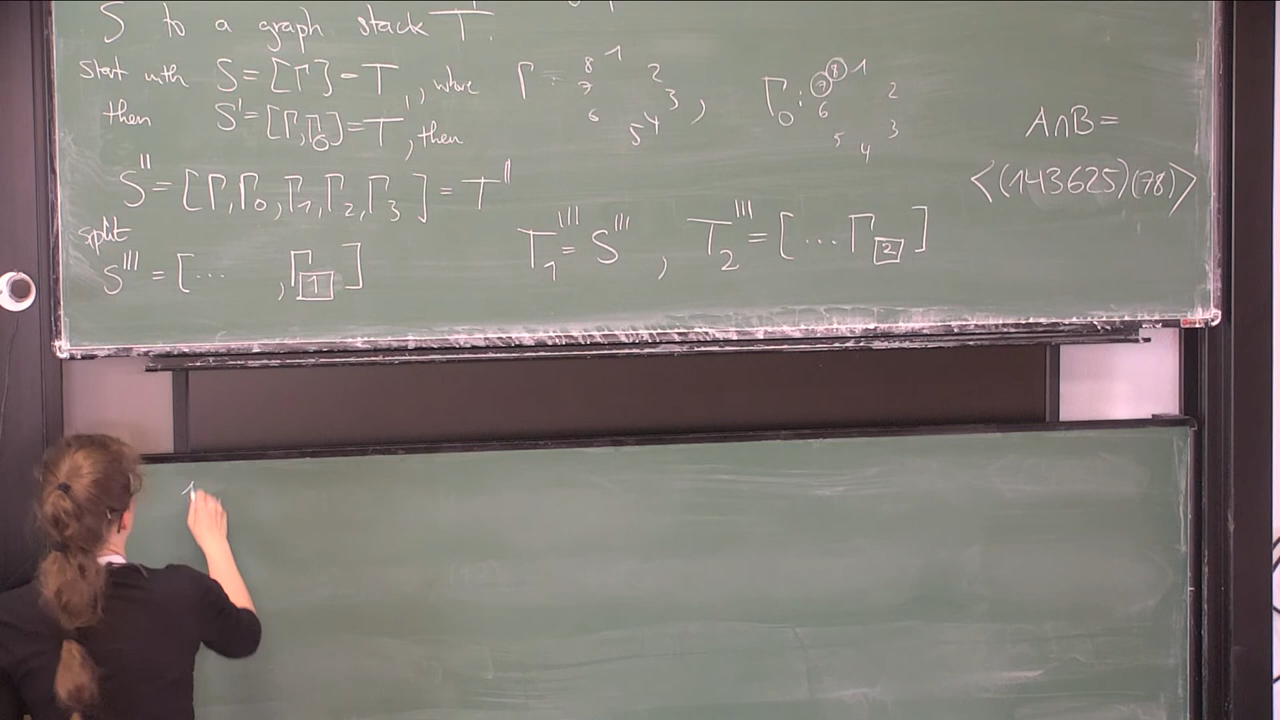 S to a graph stack T.
start with S = [Γ] = T, where Γ: 1 2 3 4 5 6 7 8, Γ₀: 1 2 3 4 5 6 7 8
then S' = [Γ, Γ₀] = T', then
S'' = [Γ, Γ₀, Γ₁, Γ₂, Γ₃] = T''
split
S''' = [... , Γ₁] T₁''' = S''', T₂''' = [... Γ₂]
A∩B =
<(143625)(78)>
1